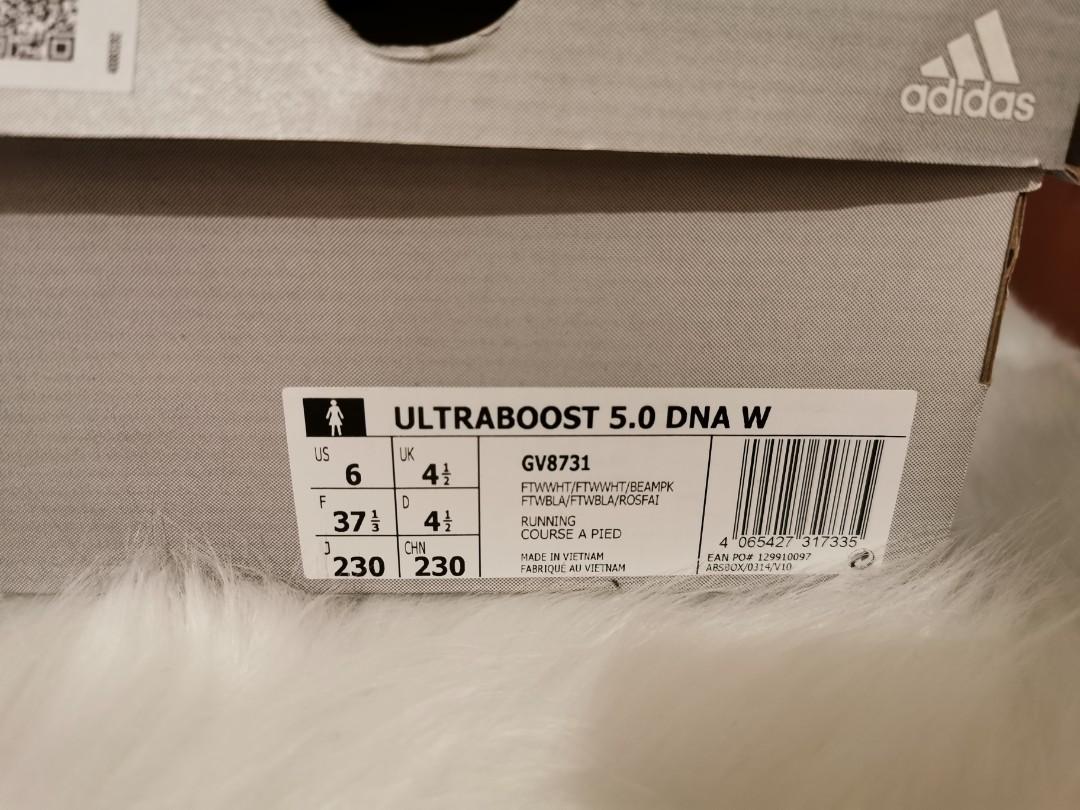 adidas
ULTRABOOST 5.0 DNA W
US 6 UK 4½
F 37⅓ D 4½
J 230 CHN 230
GV8731
FTWWHT/FTWWHT/BEAMPK
FTWBLA/FTWBLA/ROSFAI
RUNNING
COURSE A PIED
MADE IN VIETNAM
FABRIQUÉ AU VIETNAM
4 065427 317335
EAN PO# 129910097
ABSBOX/0314/V10